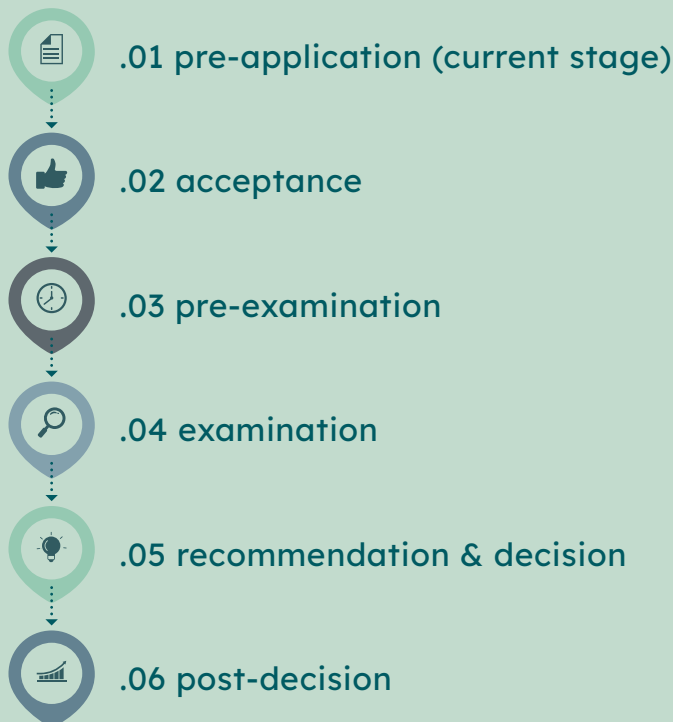 .01 pre-application (current stage)
.02 acceptance
.03 pre-examination
.04 examination
.05 recommendation & decision
.06 post-decision